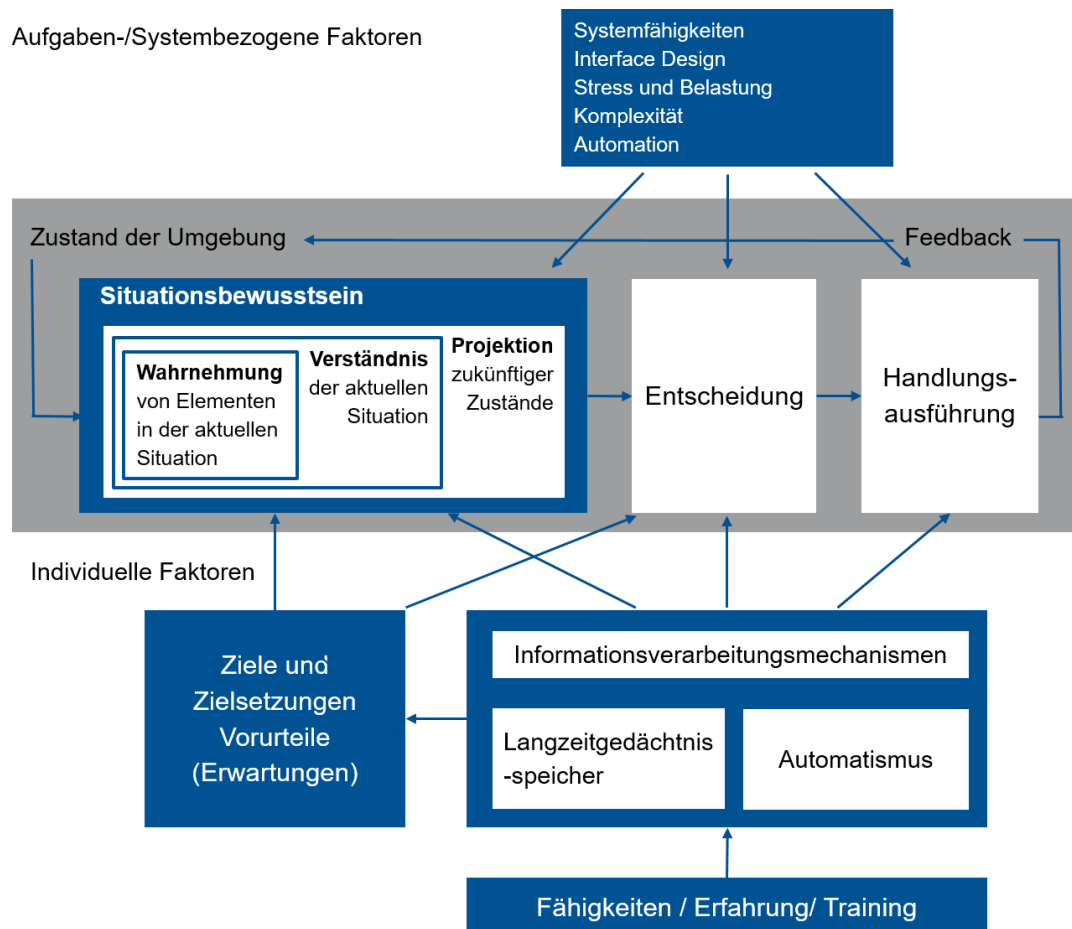 Aufgaben-/Systembezogene Faktoren
Systemfähigkeiten
Interface Design
Stress und Belastung
Komplexität
Automation
Zustand der Umgebung
Feedback
Situationsbewusstsein
Wahrnehmung
von Elementen
in der aktuellen
Situation
Verständnis
der aktuellen
Situation
Projektion
zukünftiger
Zustände
Entscheidung
Handlungs-
ausführung
Individuelle Faktoren
Ziele und
Zielsetzungen
Vorurteile
(Erwartungen)
Informationsverarbeitungsmechanismen
Langzeitgedächtnis
-speicher
Automatismus
Fähigkeiten / Erfahrung/ Training